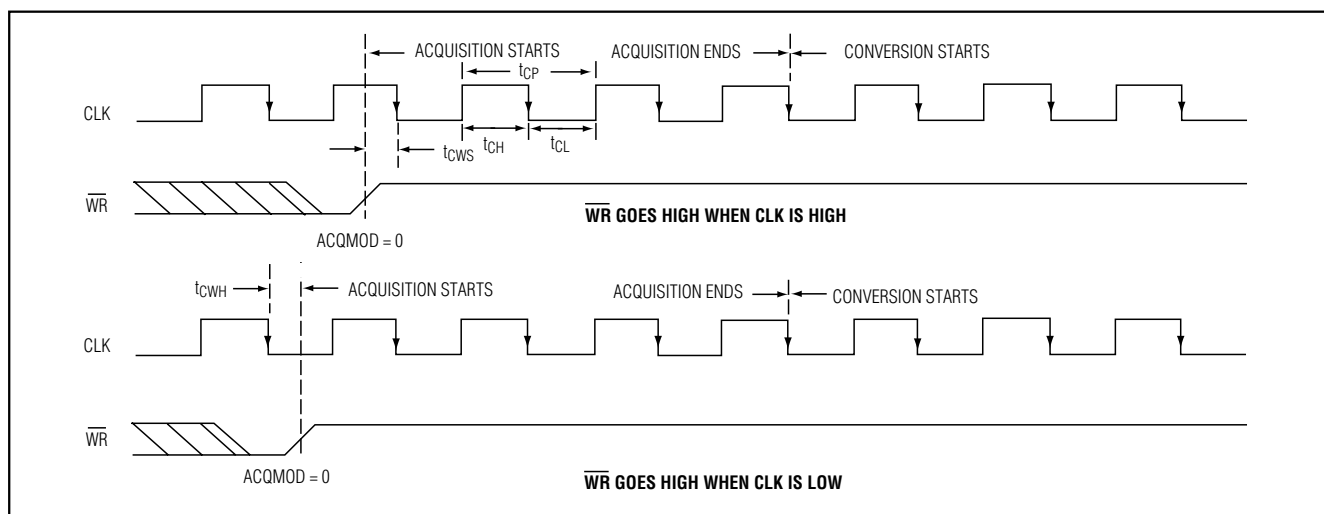 ACQUISITION STARTS ACQUISITION ENDS CONVERSION STARTS
tCP
CLK
tCWS tCH tCL
WR
WR GOES HIGH WHEN CLK IS HIGH
ACQMOD = 0
tCWH ACQUISITION STARTS ACQUISITION ENDS CONVERSION STARTS
CLK
WR
ACQMOD = 0
WR GOES HIGH WHEN CLK IS LOW